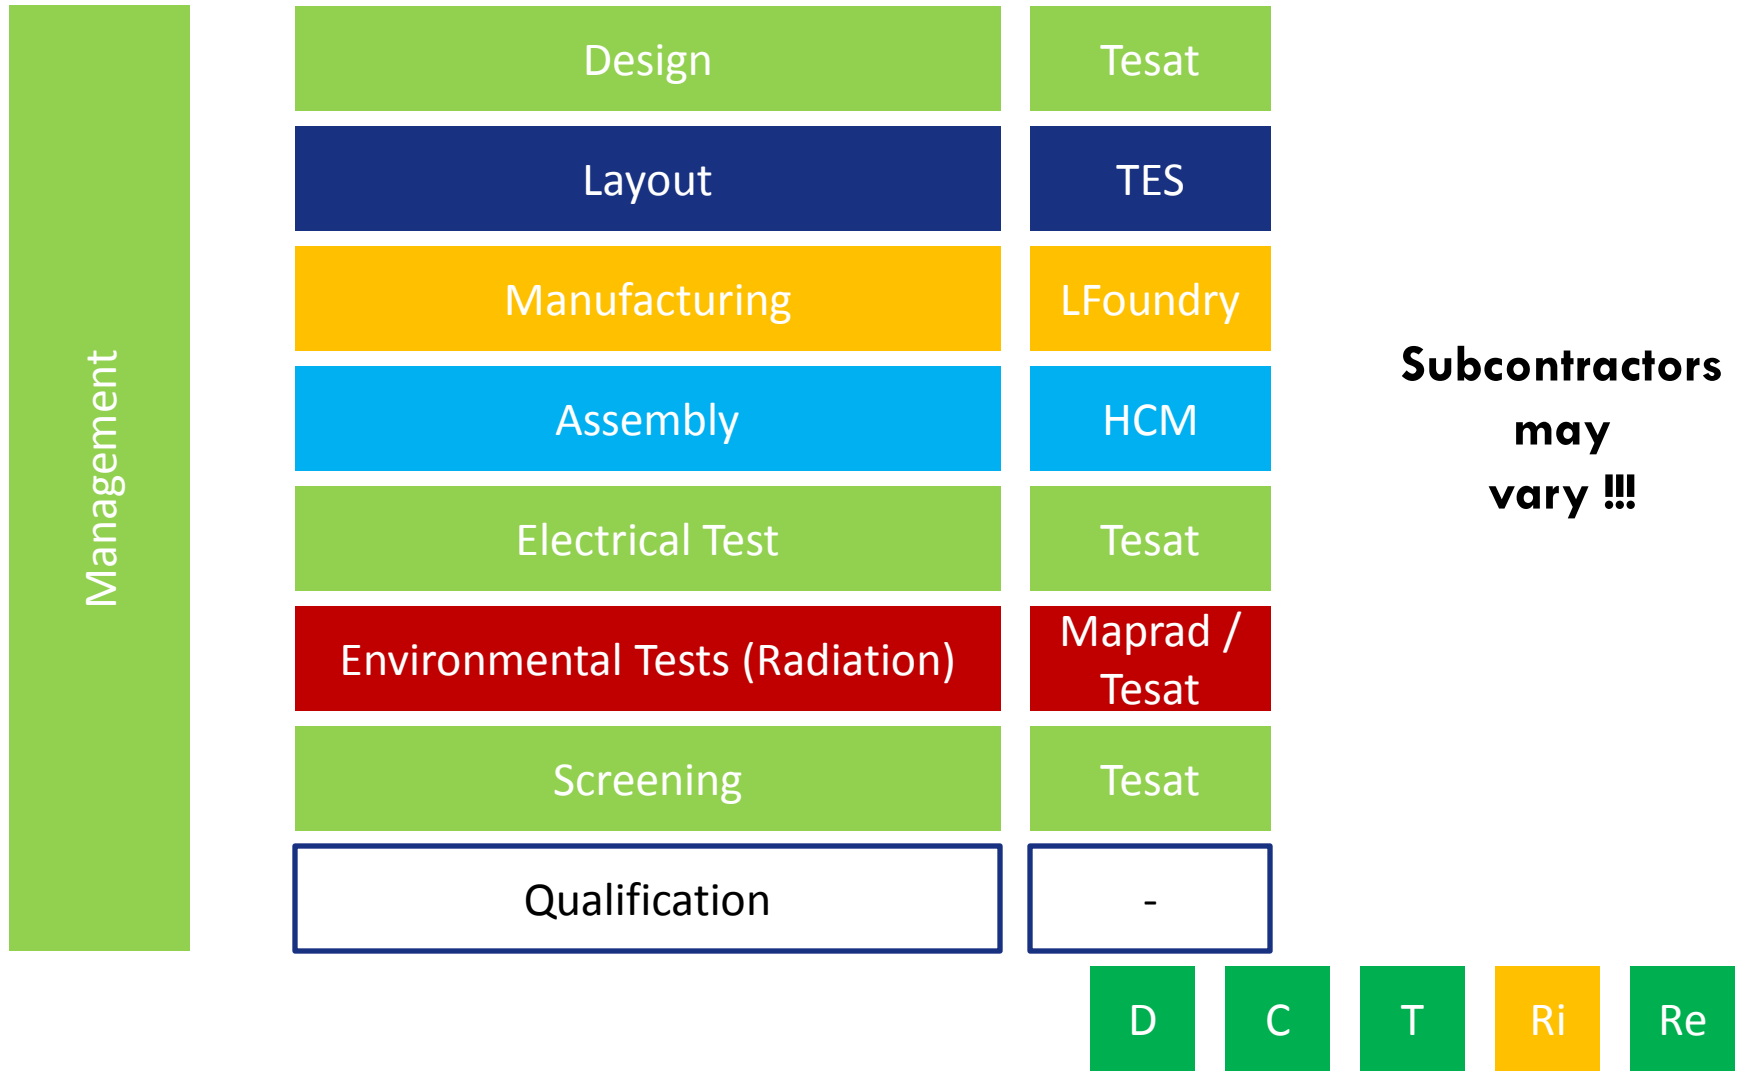 Management
Design
Tesat
Layout
TES
Manufacturing
LFoundry
Assembly
HCM
Electrical Test
Tesat
Environmental Tests (Radiation)
Maprad /
Tesat
Screening
Tesat
Qualification
-
Subcontractors
may
vary !!!
D
C
T
Ri
Re